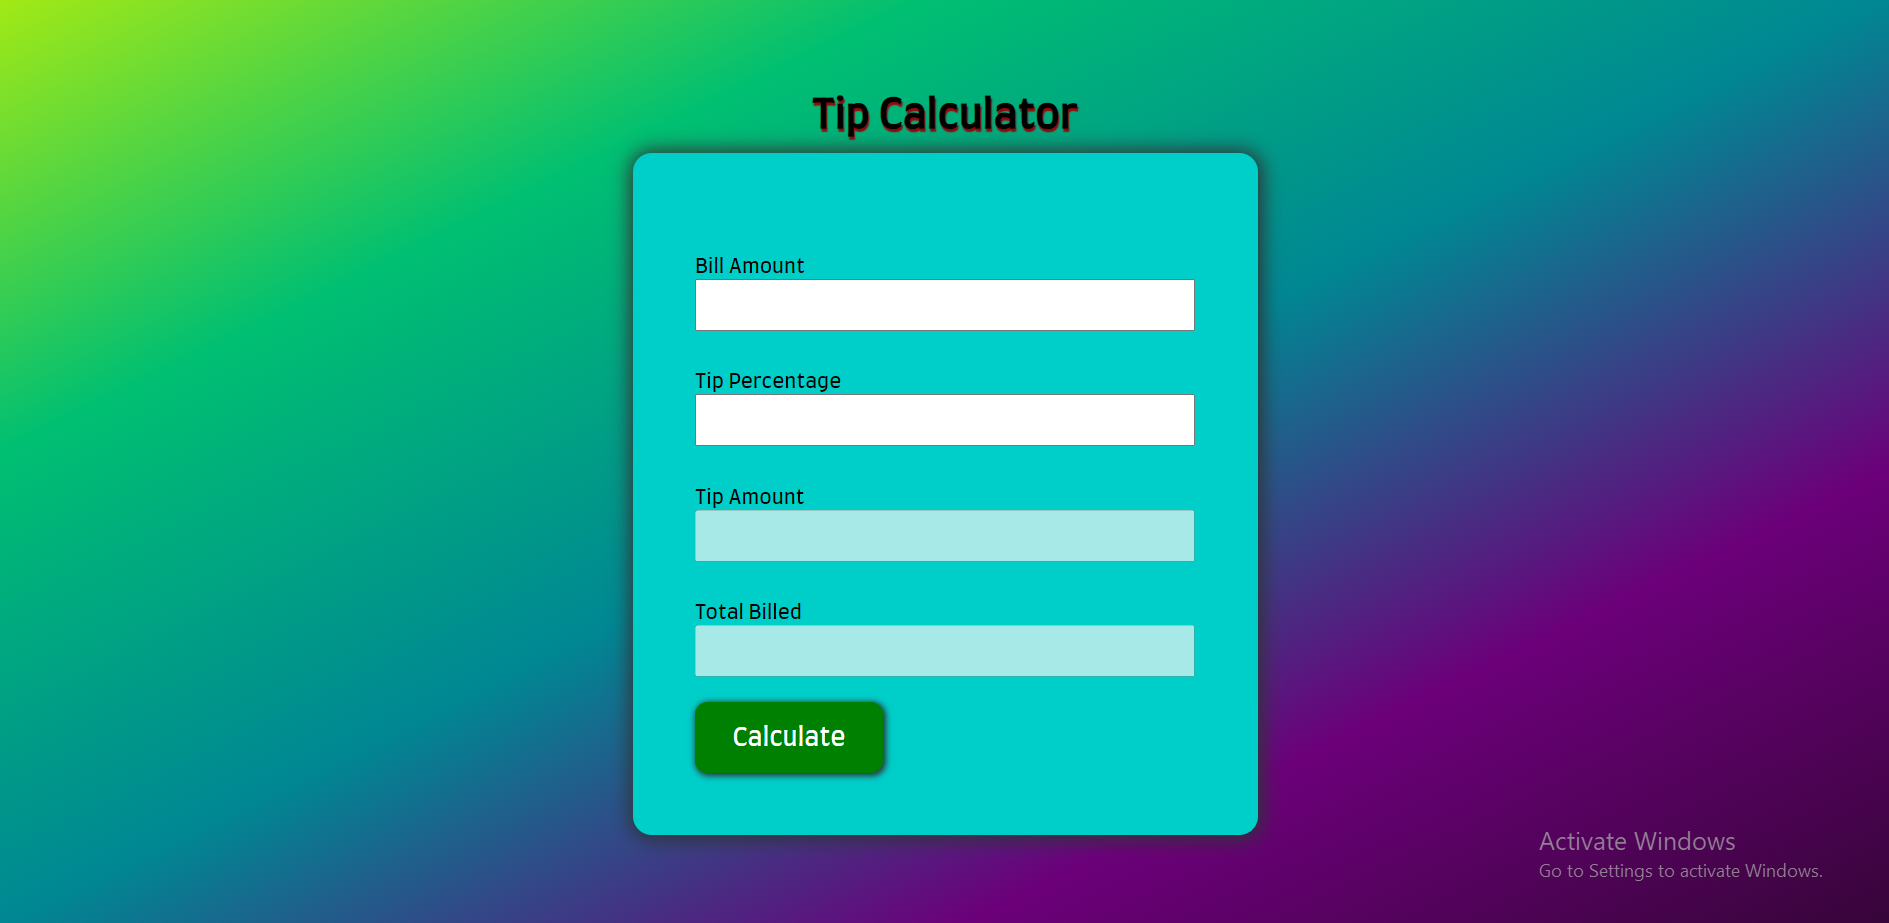 Tip Calculator
Bill Amount
Tip Percentage
Tip Amount
Total Billed
Calculate
Activate Windows
Go to Settings to activate Windows.